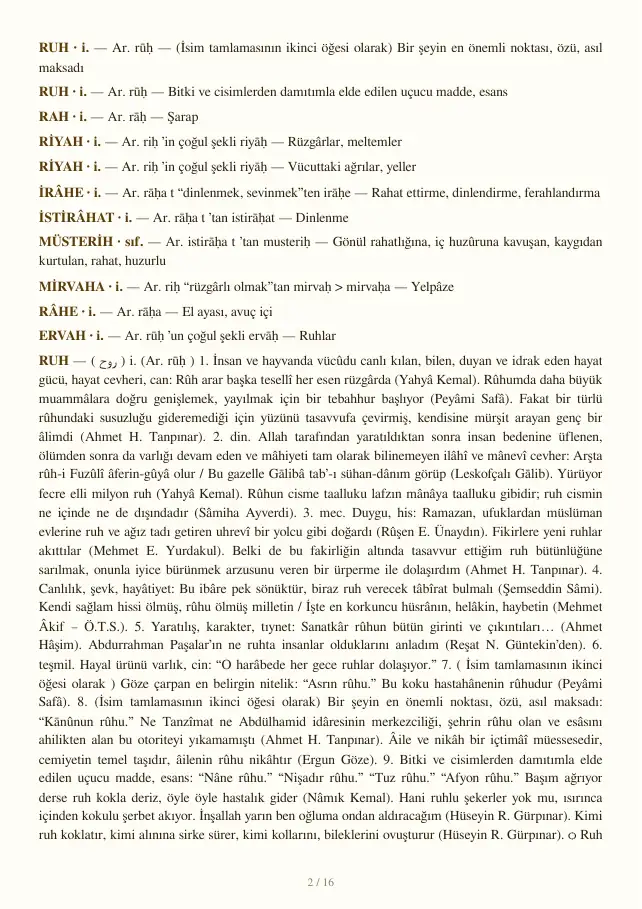 RUH · i. — Ar. rūḥ — (İsim tamlamasının ikinci öğesi olarak) Bir şeyin en önemli noktası, özü, asıl
maksadı
RUH · i. — Ar. rūḥ — Bitki ve cisimlerden damıtımla elde edilen uçucu madde, esans
RAH · i. — Ar. rāḥ — Şarap
RİYAH · i. — Ar. riḥ ’in çoğul şekli riyāḥ — Rüzgârlar, meltemler
RİYAH · i. — Ar. riḥ ’in çoğul şekli riyāḥ — Vücuttaki ağrılar, yeller
İRÂHE · i. — Ar. rāḥa t “dinlenmek, sevinmek”ten irāḥe — Rahat ettirme, dinlendirme, ferahlandırma
İSTİRÂHAT · i. — Ar. rāḥa t ’tan istirāḥat — Dinlenme
MÜSTERİH · sıf. — Ar. istirāḥa t ’tan musteriḥ — Gönül rahatlığına, iç huzûruna kavuşan, kaygıdan
kurtulan, rahat, huzurlu
MİRVAHA · i. — Ar. riḥ “rüzgârlı olmak”tan mirvaḥ > mirvaḥa — Yelpâze
RÂHE · i. — Ar. rāḥa — El ayası, avuç içi
ERVAH · i. — Ar. rūḥ ’un çoğul şekli ervāḥ — Ruhlar
RUH — ( روح ) i. (Ar. rūḥ ) 1. İnsan ve hayvanda vücûdu canlı kılan, bilen, duyan ve idrak eden hayat
gücü, hayat cevheri, can: Rûh arar başka tesellî her esen rüzgârda (Yahyâ Kemal). Rûhumda daha büyük
muammâlara doğru genişlemek, yayılmak için bir tebahhur başlıyor (Peyâmi Safâ). Fakat bir türlü
rûhundaki susuzluğu gideremediği için yüzünü tasavvufa çevirmiş, kendisine mürşit arayan genç bir
âlimdi (Ahmet H. Tanpınar). 2. din. Allah tarafından yaratıldıktan sonra insan bedenine üflenen,
ölümden sonra da varlığı devam eden ve mâhiyeti tam olarak bilinemeyen ilâhî ve mânevî cevher: Arşta
rûh-i Fuzûlî âferin-gûyâ olur / Bu gazelle Gālibâ tab’-ı sühan-dânım görüp (Leskofçalı Gālib). Yürüyor
fecre elli milyon ruh (Yahyâ Kemal). Rûhun cisme taalluku lafzın mânâya taalluku gibidir; ruh cismin
ne içinde ne de dışındadır (Sâmiha Ayverdi). 3. mec. Duygu, his: Ramazan, ufuklardan müslüman
evlerine ruh ve ağız tadı getiren uhrevî bir yolcu gibi doğardı (Rûşen E. Ünaydın). Fikirlere yeni ruhlar
akıttılar (Mehmet E. Yurdakul). Belki de bu fakirliğin altında tasavvur ettiğim ruh bütünlüğüne
sarılmak, onunla iyice bürünmek arzusunu veren bir ürperme ile dolaşırdım (Ahmet H. Tanpınar). 4.
Canlılık, şevk, hayâtiyet: Bu ibâre pek sönüktür, biraz ruh verecek tâbîrat bulmalı (Şemseddin Sâmi).
Kendi sağlam hissi ölmüş, rûhu ölmüş milletin / İşte en korkuncu hüsrânın, helâkin, haybetin (Mehmet
Âkif – Ö.T.S.). 5. Yaratılış, karakter, tıynet: Sanatkâr rûhun bütün girinti ve çıkıntıları… (Ahmet
Hâşim). Abdurrahman Paşalar’ın ne ruhta insanlar olduklarını anladım (Reşat N. Güntekin’den). 6.
teşmil. Hayal ürünü varlık, cin: “O harâbede her gece ruhlar dolaşıyor.” 7. ( İsim tamlamasının ikinci
öğesi olarak ) Göze çarpan en belirgin nitelik: “Asrın rûhu.” Bu koku hastahânenin rûhudur (Peyâmi
Safâ). 8. (İsim tamlamasının ikinci öğesi olarak) Bir şeyin en önemli noktası, özü, asıl maksadı:
“Kānûnun rûhu.” Ne Tanzîmat ne Abdülhamid idâresinin merkezciliği, şehrin rûhu olan ve esâsını
ahilikten alan bu otoriteyi yıkamamıştı (Ahmet H. Tanpınar). Âile ve nikâh bir içtimâî müessesedir,
cemiyetin temel taşıdır, âilenin rûhu nikâhtır (Ergun Göze). 9. Bitki ve cisimlerden damıtımla elde
edilen uçucu madde, esans: “Nâne rûhu.” “Nişadır rûhu.” “Tuz rûhu.” “Afyon rûhu.” Başım ağrıyor
derse ruh kokla deriz, öyle öyle hastalık gider (Nâmık Kemal). Hani ruhlu şekerler yok mu, ısırınca
içinden kokulu şerbet akıyor. İnşallah yarın ben oğluma ondan aldıracağım (Hüseyin R. Gürpınar). Kimi
ruh koklatır, kimi alnına sirke sürer, kimi kollarını, bileklerini ovuşturur (Hüseyin R. Gürpınar). ο Ruh
2 / 16